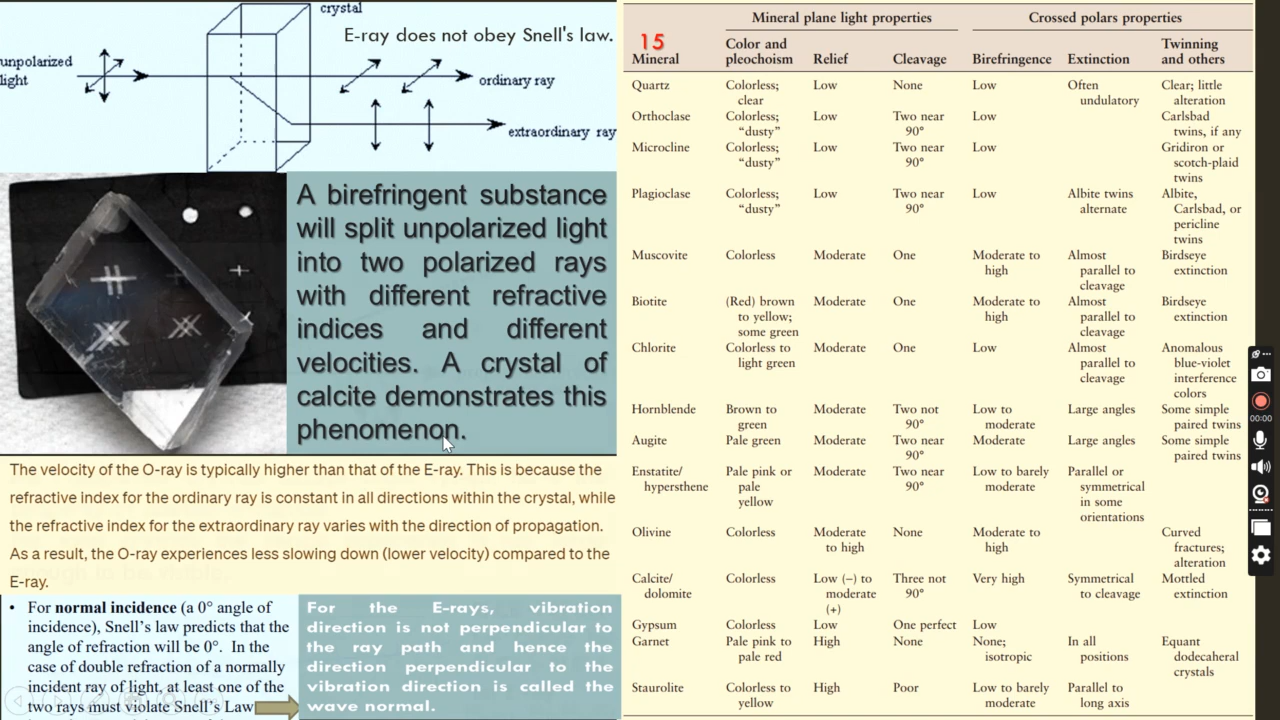 crystal
E-ray does not obey Snell's law.
unpolarized
light
ordinary ray
extraordinary ray
A birefringent substance
will split unpolarized light
into two polarized rays
with different refractive
indices and different
velocities. A crystal of
calcite demonstrates this
phenomenon.
The velocity of the O-ray is typically higher than that of the E-ray. This is because the
refractive index for the ordinary ray is constant in all directions within the crystal, while
the refractive index for the extraordinary ray varies with the direction of propagation.
As a result, the O-ray experiences less slowing down (lower velocity) compared to the
E-ray.
• For normal incidence (a 0° angle of
incidence), Snell's law predicts that the
angle of refraction will be 0°. In the
case of double refraction of a normally
incident ray of light, at least one of the
two rays must violate Snell's Law
For the E-rays, vibration
direction is not perpendicular to
the ray path and hence the
direction perpendicular to the
vibration direction is called the
wave normal.
Mineral plane light properties Crossed polars properties
15
Color and Twinning
Mineral pleochoism Relief Cleavage Birefringence Extinction and others
Quartz Colorless; Low None Low Often Clear; little
clear undulatory alteration
Orthoclase Colorless; Low Two near Low Carlsbad
"dusty" 90° twins, if any
Microcline Colorless; Low Two near Low Gridiron or
"dusty" 90° scotch-plaid
twins
Plagioclase Colorless; Low Two near Low Albite twins Albite,
"dusty" 90° alternate Carlsbad, or
pericline
twins
Muscovite Colorless Moderate One Moderate to Almost Birdseye
high parallel to extinction
cleavage
Biotite (Red) brown Moderate One Moderate to Almost Birdseye
to yellow; high parallel to extinction
some green cleavage
Chlorite Colorless to Moderate One Low Almost Anomalous
light green parallel to blue-violet
cleavage interference
colors
Hornblende Brown to Moderate Two not Low to Large angles Some simple
green 90° moderate paired twins
Augite Pale green Moderate Two near Moderate Large angles Some simple
90° paired twins
Enstatite/ Pale pink or Moderate Two near Low to barely Parallel or
hypersthene pale 90° moderate symmetrical
yellow in some
orientations
Olivine Colorless Moderate None Moderate to Curved
to high high fractures;
alteration
Calcite/ Colorless Low (−) to Three not Very high Symmetrical Mottled
dolomite moderate 90° to cleavage extinction
(+)
Gypsum Colorless Low One perfect Low
Garnet Pale pink to High None None; In all Equant
pale red isotropic positions dodecaheral
crystals
Staurolite Colorless to High Poor Low to barely Parallel to
yellow moderate long axis
00:00